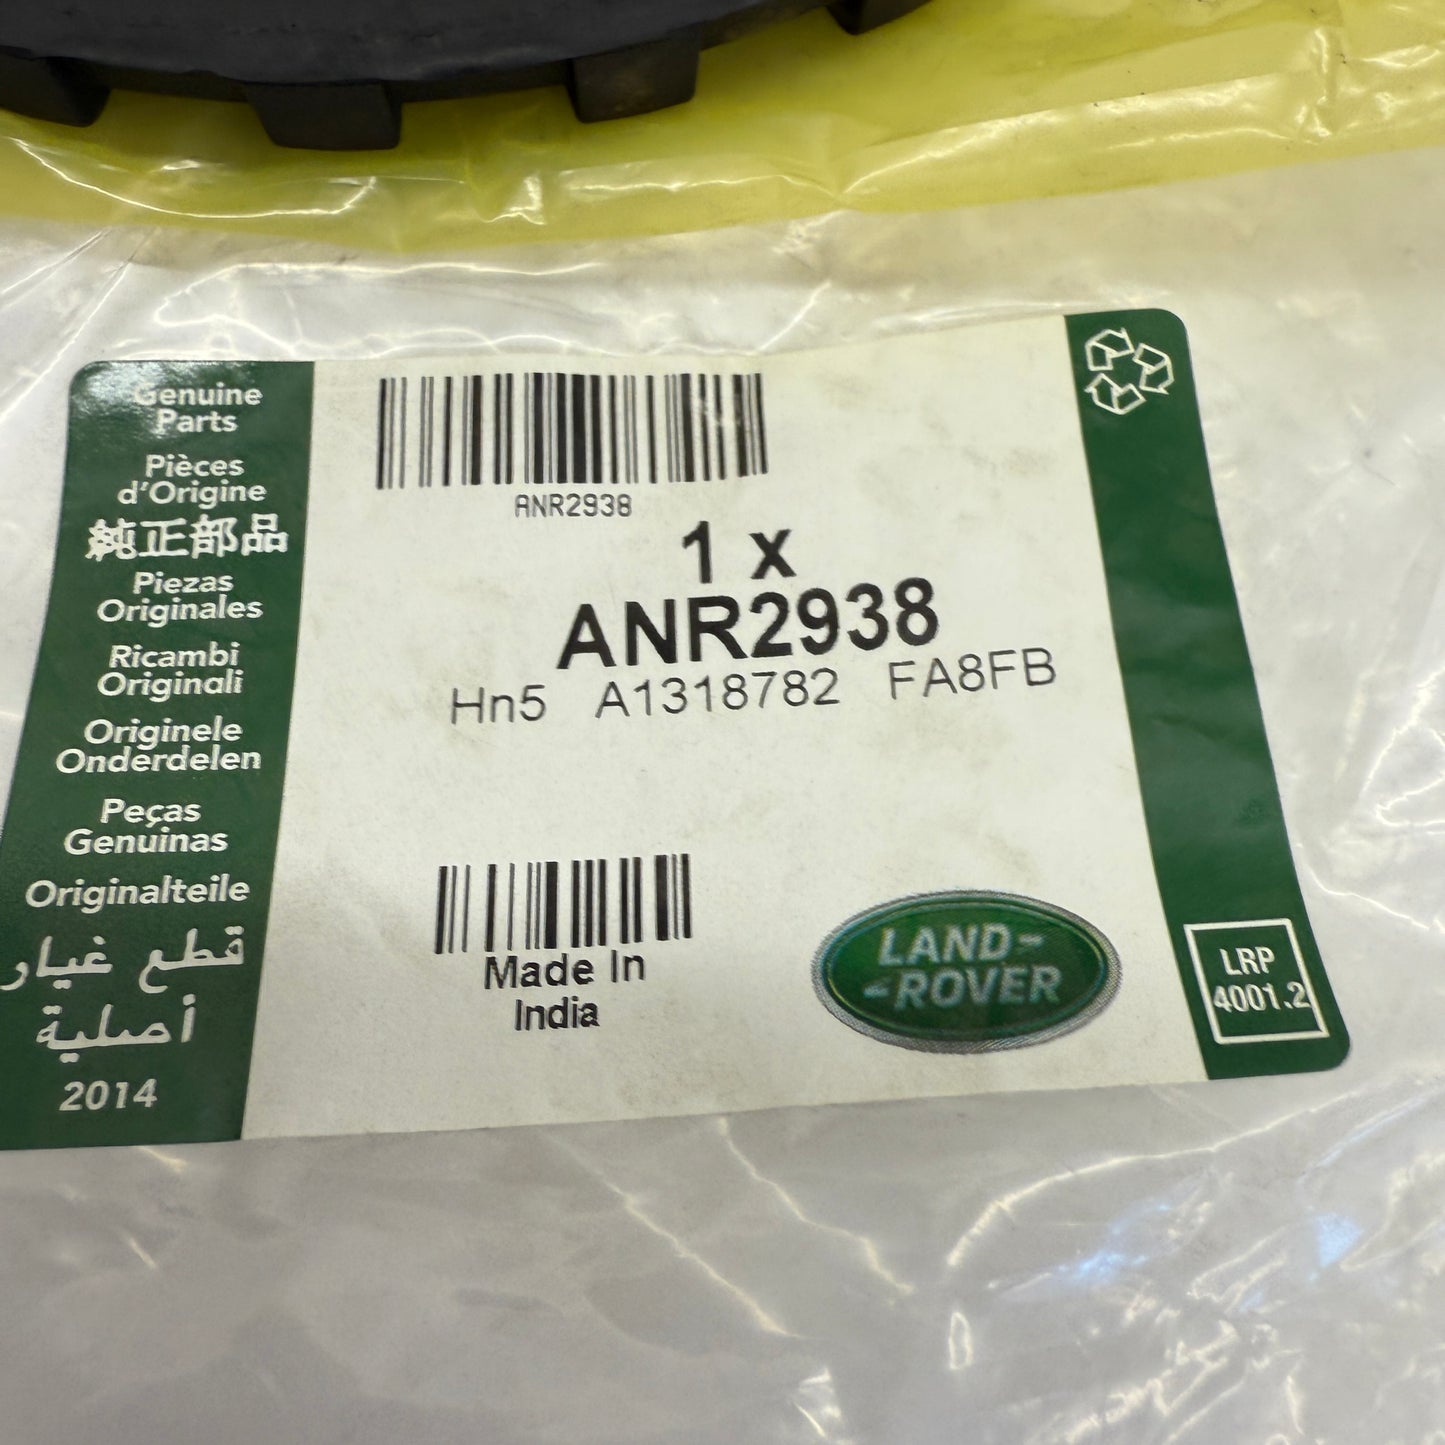 Genuine
Parts
Pièces
d'Origine
純正部品
Piezas
Originales
Ricambi
Originali
Originele
Onderdelen
Peças
Genuinas
Originalteile
قطع غيار
أصلية
2014
ANR2938
1 x
ANR2938
Hn5 A1318782 FA8FB
Made In
India
LAND-
-ROVER
LRP
4001.2